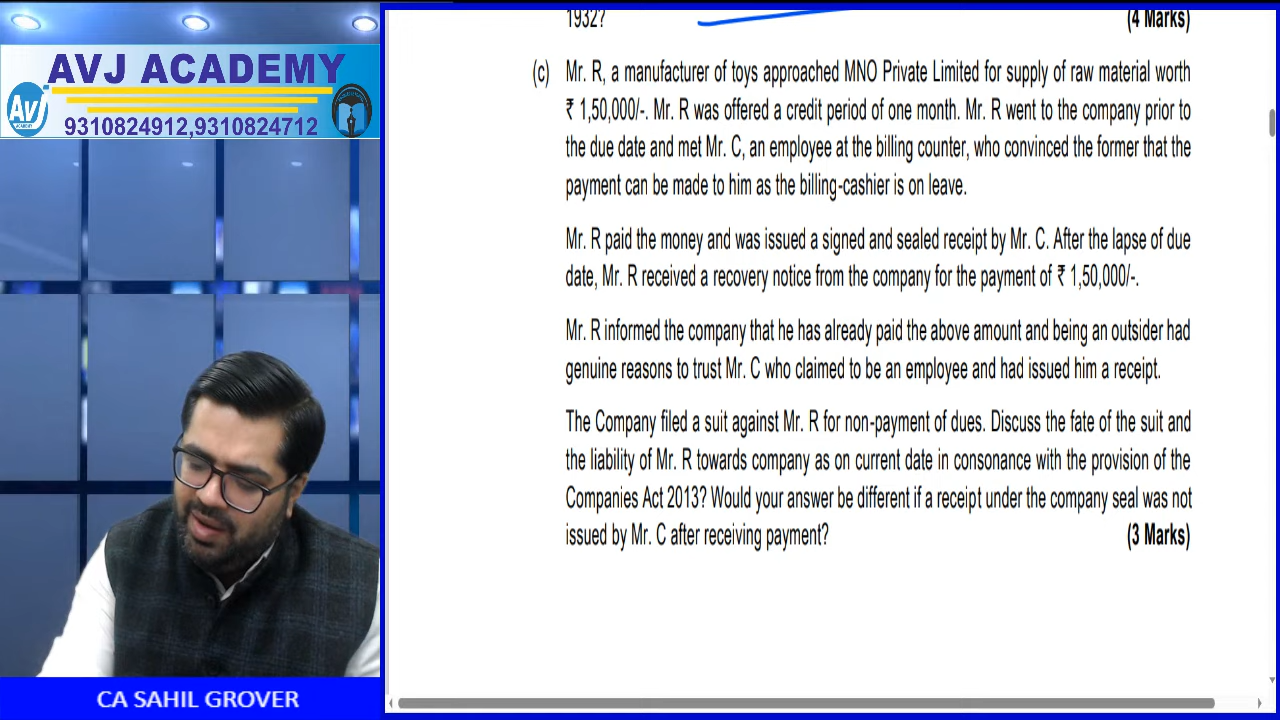 AVJ ACADEMY
9310824912,9310824712
1932?
(4 Marks)
(c) Mr. R, a manufacturer of toys approached MNO Private Limited for supply of raw material worth
₹ 1,50,000/-. Mr. R was offered a credit period of one month. Mr. R went to the company prior to
the due date and met Mr. C, an employee at the billing counter, who convinced the former that the
payment can be made to him as the billing-cashier is on leave.
Mr. R paid the money and was issued a signed and sealed receipt by Mr. C. After the lapse of due
date, Mr. R received a recovery notice from the company for the payment of ₹ 1,50,000/-.
Mr. R informed the company that he has already paid the above amount and being an outsider had
genuine reasons to trust Mr. C who claimed to be an employee and had issued him a receipt.
The Company filed a suit against Mr. R for non-payment of dues. Discuss the fate of the suit and
the liability of Mr. R towards company as on current date in consonance with the provision of the
Companies Act 2013? Would your answer be different if a receipt under the company seal was not
issued by Mr. C after receiving payment?
(3 Marks)
CA SAHIL GROVER